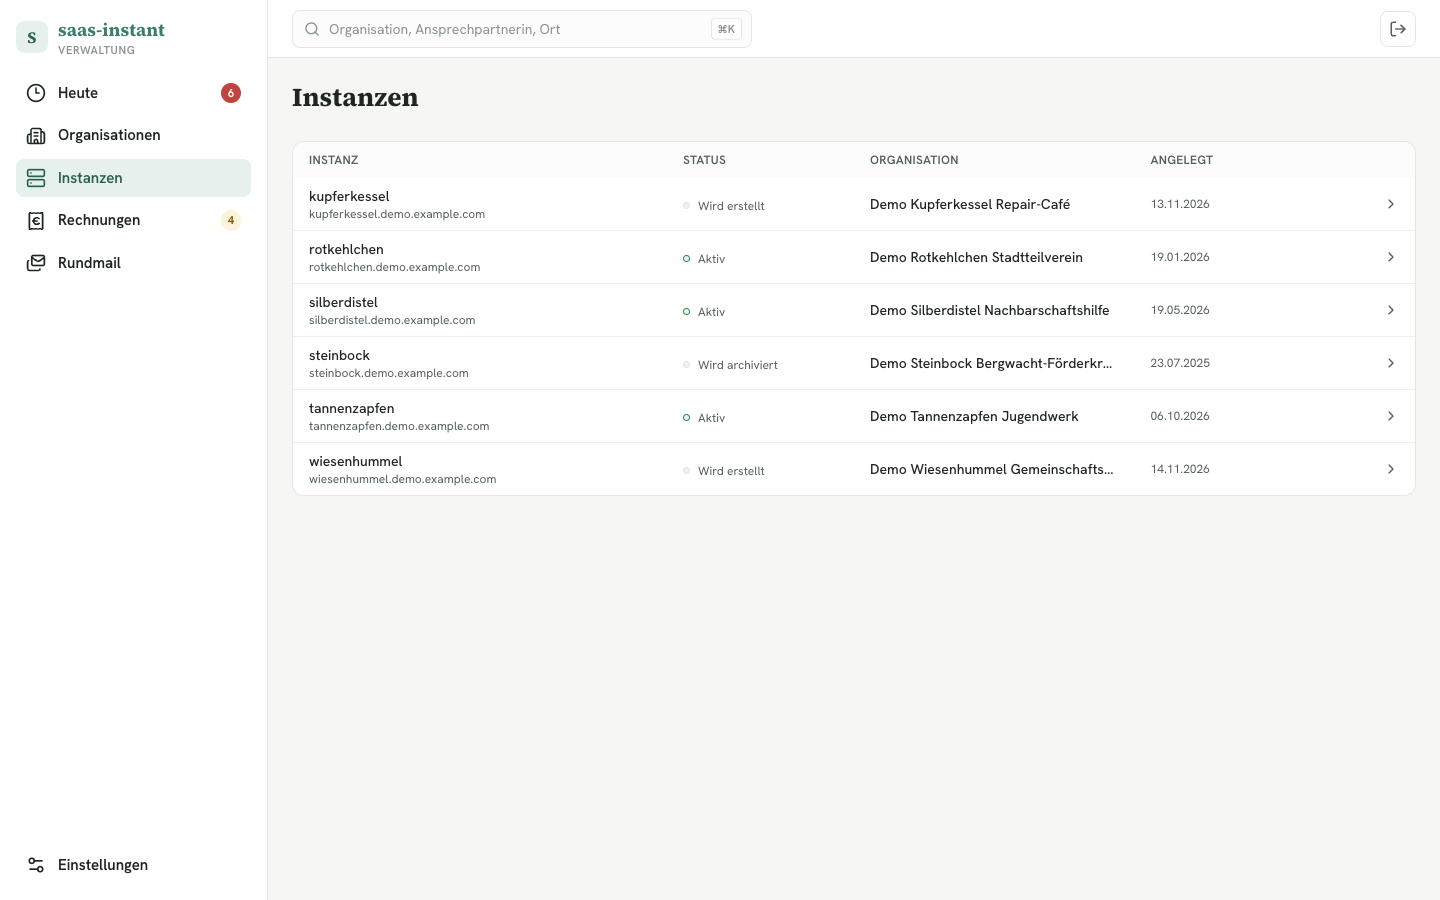 S
saas-instant
VERWALTUNG
Heute 6
Organisationen
Instanzen
Rechnungen 4
Rundmail
Einstellungen
Organisation, Ansprechpartnerin, Ort ⌘K
Instanzen
INSTANZ STATUS ORGANISATION ANGELEGT
kupferkessel
kupferkessel.demo.example.com
Wird erstellt Demo Kupferkessel Repair-Café 13.11.2026
rotkehlchen
rotkehlchen.demo.example.com
Aktiv Demo Rotkehlchen Stadtteilverein 19.01.2026
silberdistel
silberdistel.demo.example.com
Aktiv Demo Silberdistel Nachbarschaftshilfe 19.05.2026
steinbock
steinbock.demo.example.com
Wird archiviert Demo Steinbock Bergwacht-Förderkr... 23.07.2025
tannenzapfen
tannenzapfen.demo.example.com
Aktiv Demo Tannenzapfen Jugendwerk 06.10.2026
wiesenhummel
wiesenhummel.demo.example.com
Wird erstellt Demo Wiesenhummel Gemeinschafts... 14.11.2026